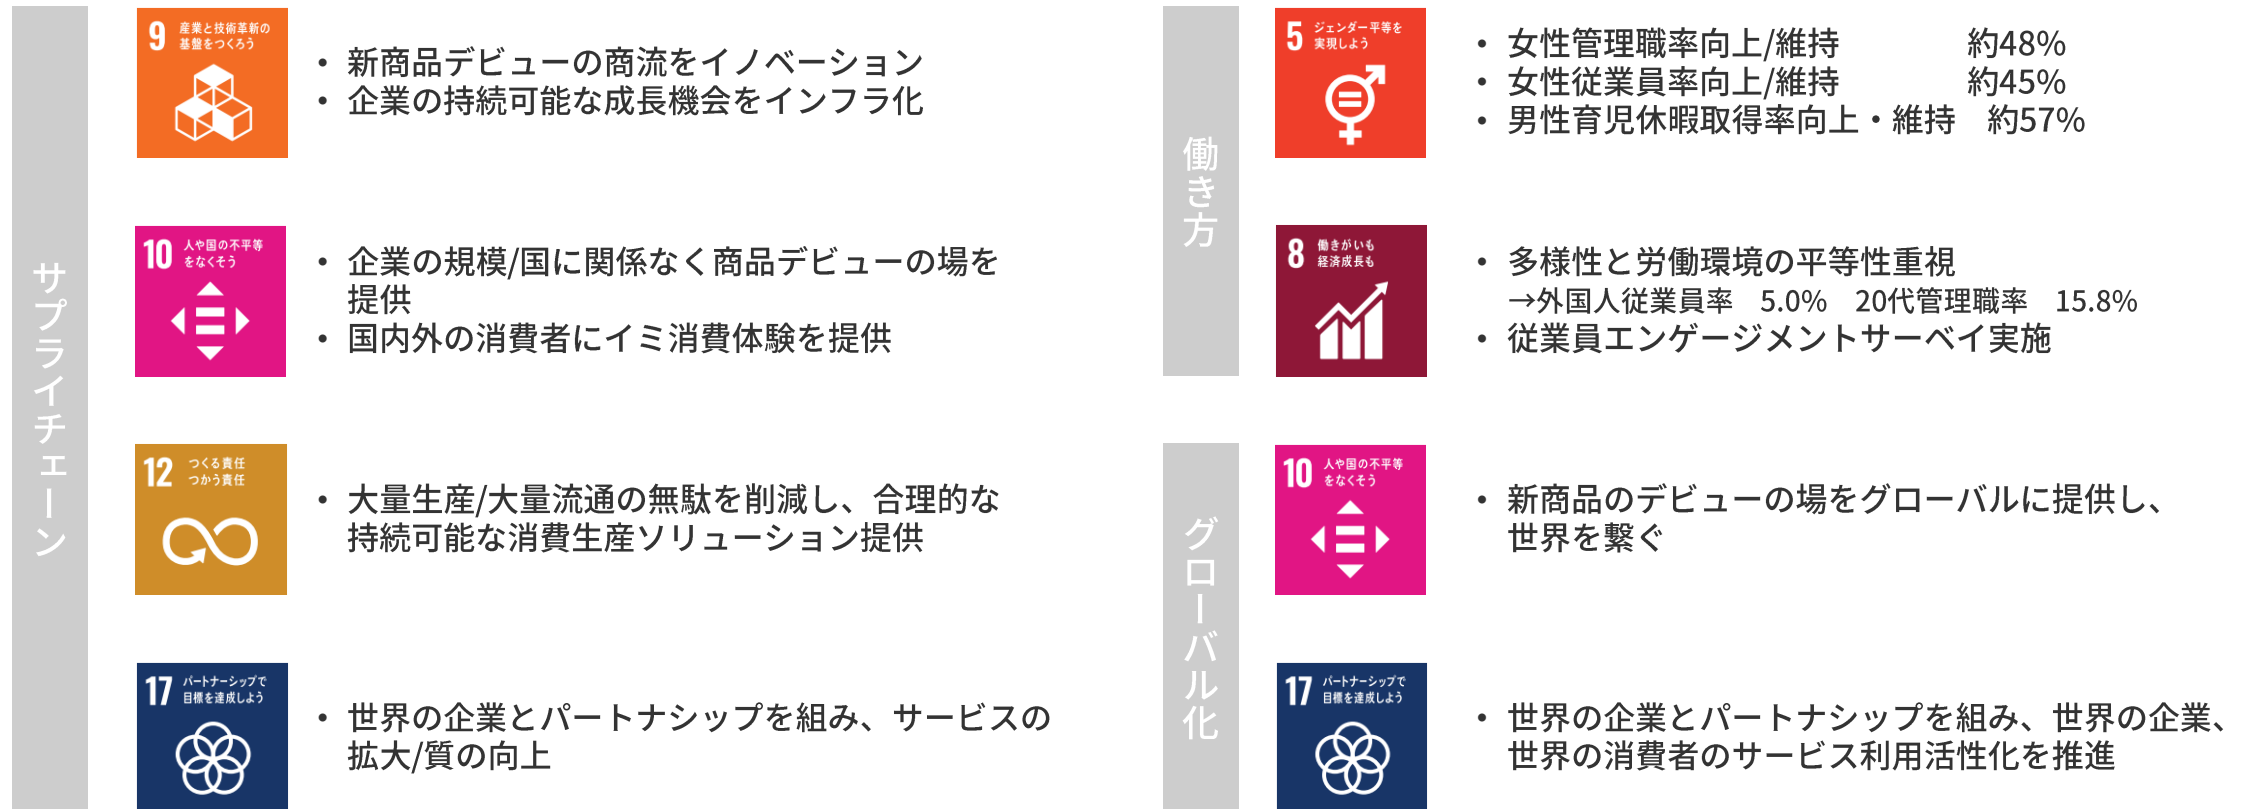 サプライチェーン
9 産業と技術革新の
基盤をつくろう
• 新商品デビューの商流をイノベーション
• 企業の持続可能な成長機会をインフラ化
10 人や国の不平等
をなくそう
• 企業の規模/国に関係なく商品デビューの場を
提供
• 国内外の消費者にイミ消費体験を提供
12 つくる責任
つかう責任
• 大量生産/大量流通の無駄を削減し、合理的な
持続可能な消費生産ソリューション提供
17 パートナーシップで
目標を達成しよう
• 世界の企業とパートナシップを組み、サービスの
拡大/質の向上
働き方
5 ジェンダー平等を
実現しよう
• 女性管理職率向上/維持 約48%
• 女性従業員率向上/維持 約45%
• 男性育児休暇取得率向上・維持 約57%
8 働きがいも
経済成長も
• 多様性と労働環境の平等性重視
→外国人従業員率 5.0% 20代管理職率 15.8%
• 従業員エンゲージメントサーベイ実施
グローバル化
10 人や国の不平等
をなくそう
• 新商品のデビューの場をグローバルに提供し、
世界を繋ぐ
17 パートナーシップで
目標を達成しよう
• 世界の企業とパートナシップを組み、世界の企業、
世界の消費者のサービス利用活性化を推進